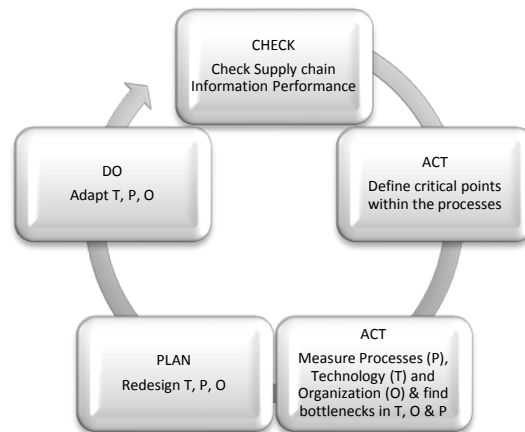 CHECK
Check Supply chain
Information Performance
ACT
Define critical points
within the processes
ACT
Measure Processes (P),
Technology (T) and
Organization (O) & find
bottlenecks in T, O & P
PLAN
Redesign T, P, O
DO
Adapt T, P, O